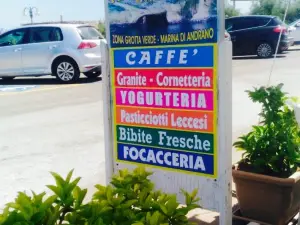 ZONA GROTTA VERDE - MARINA DI ANDRANO
CAFFE'
Granite - Cornetteria
YOGURTERIA
Pasticciotti Leccesi
Bibite Fresche
FOCACCERIA